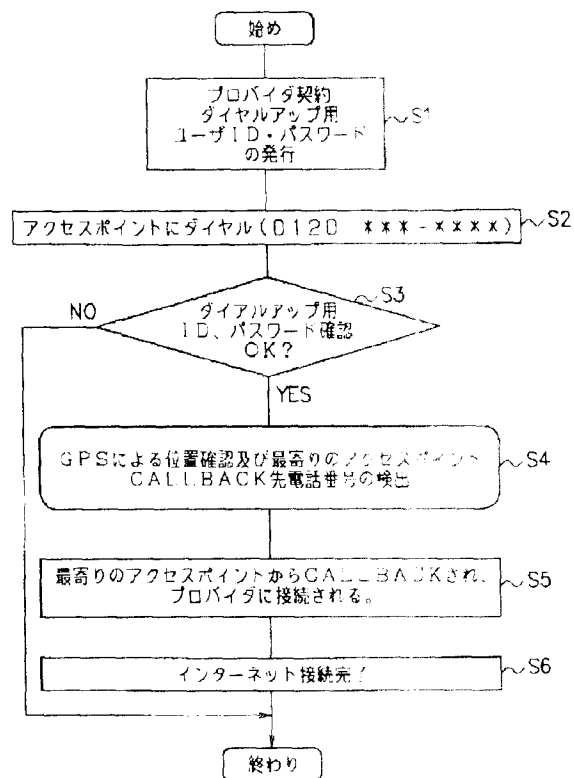 始め
プロバイダ契約
ダイヤルアップ用
ユーザID・パスワード
の発行
S1
アクセスポイントにダイヤル(0120 ***-****)
S2
ダイアルアップ用
ID、パスワード確認
OK?
S3
NO
YES
GPSによる位置確認及び最寄りのアクセスポイント
CALLBACK先電話番号の検出
S4
最寄りのアクセスポイントからCALLBACKされ、
プロバイダに接続される。
S5
インターネット接続完了
S6
終わり